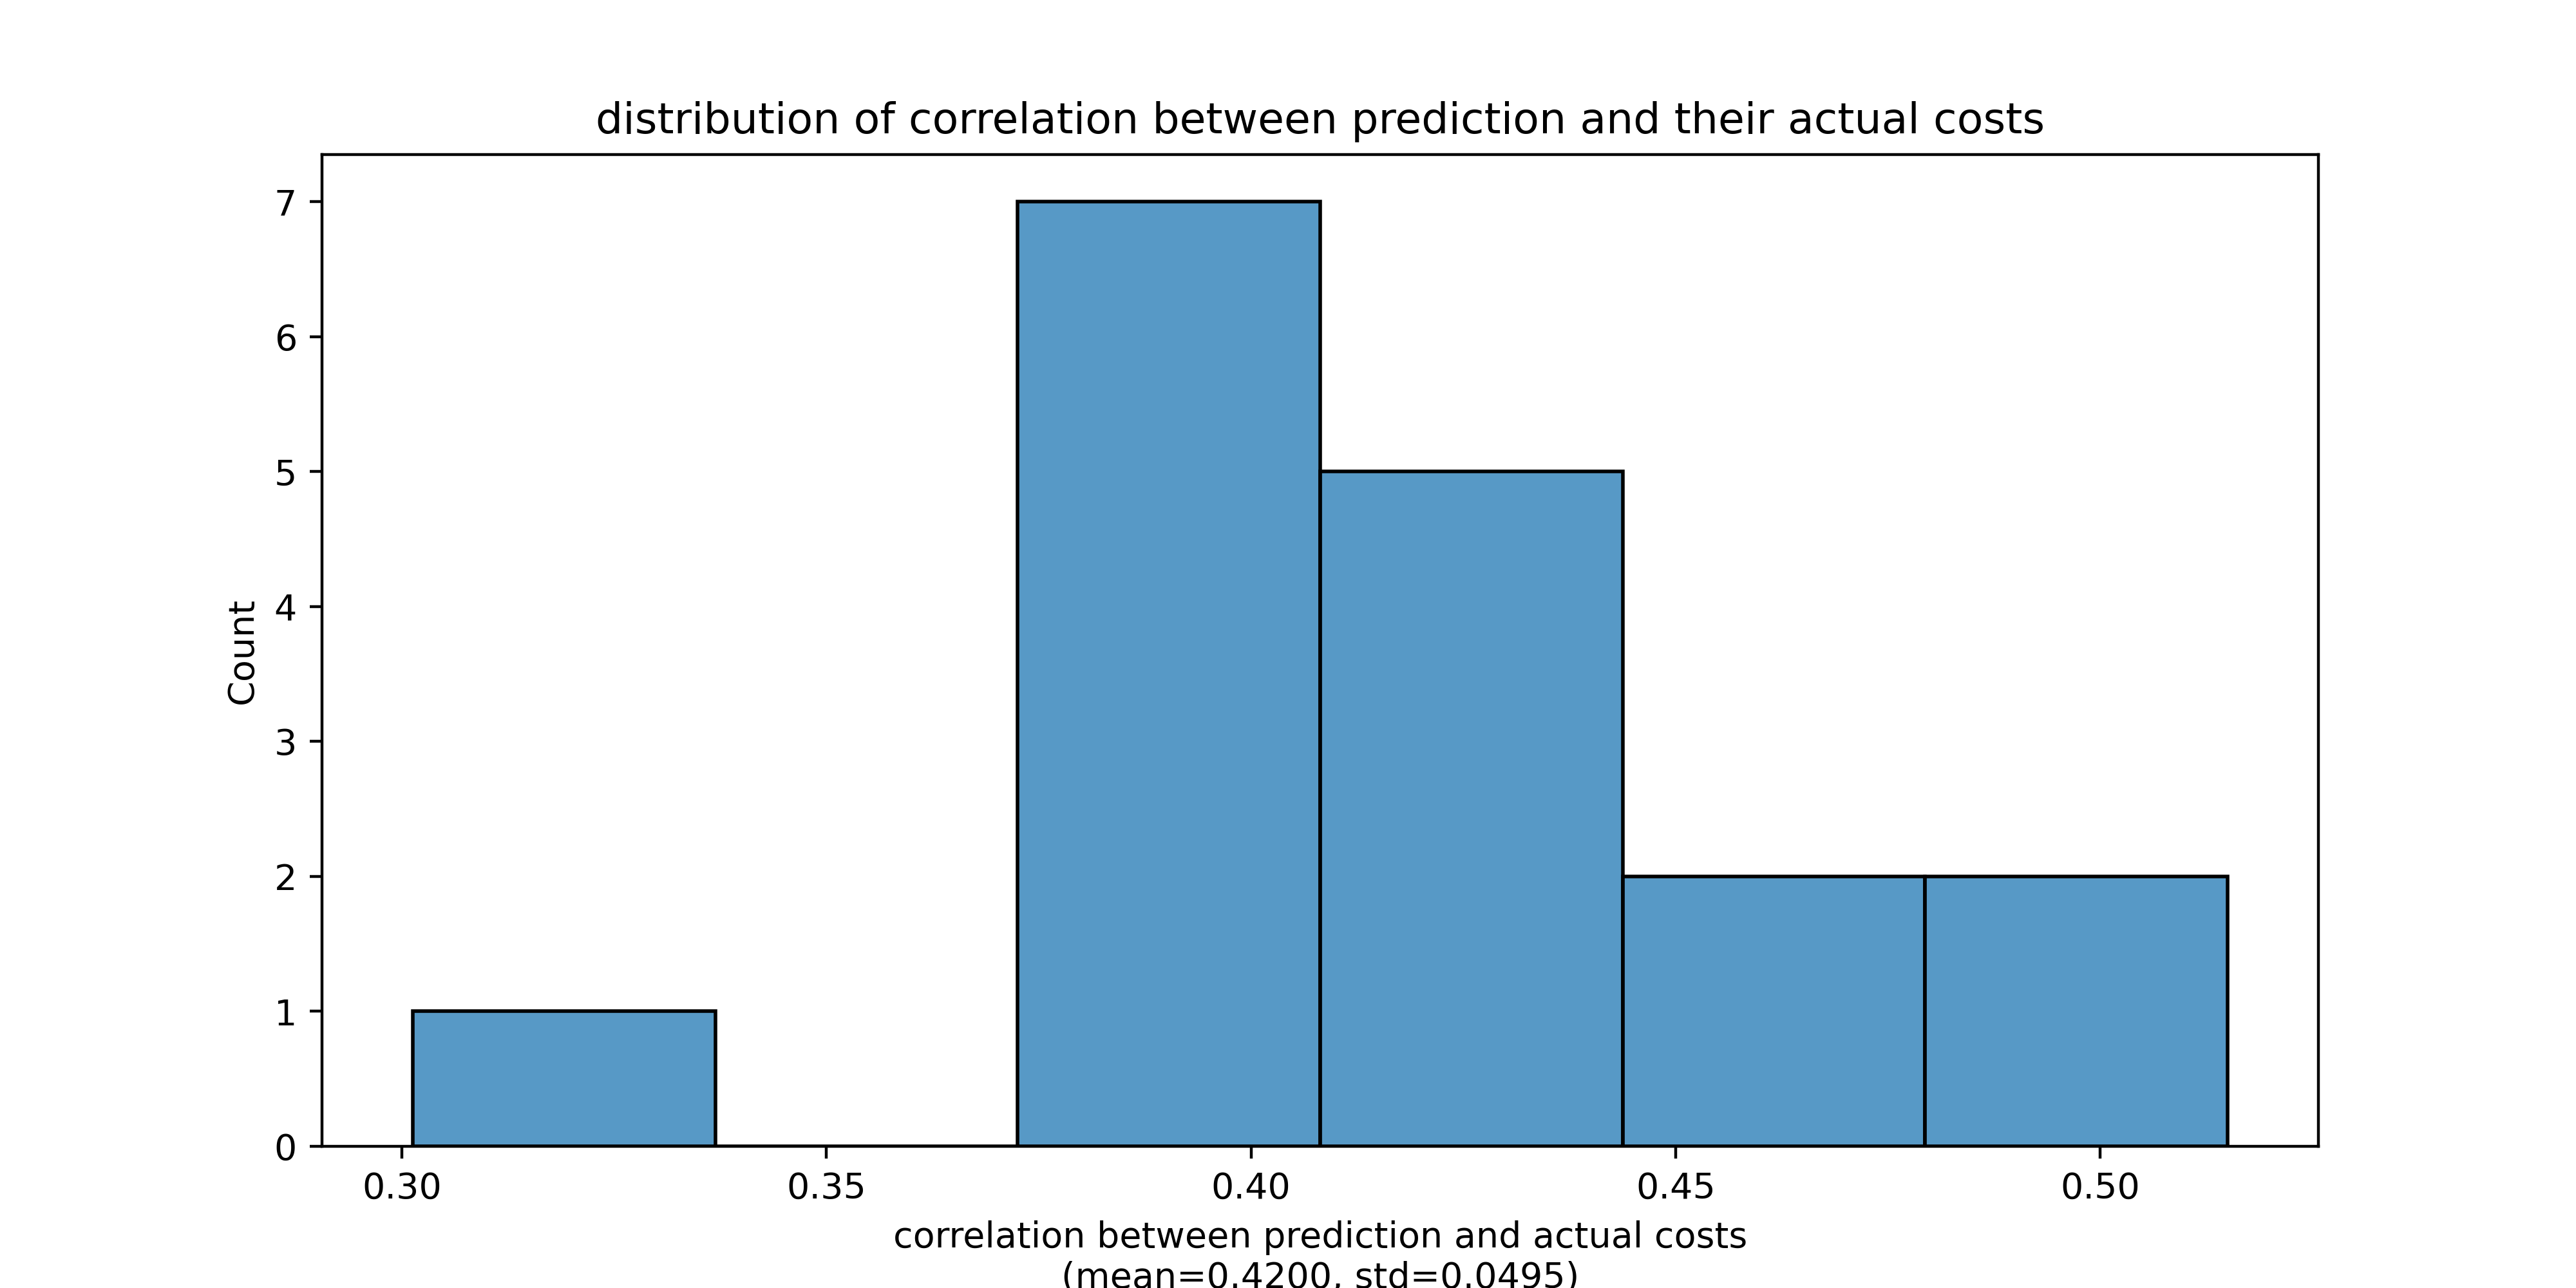 distribution of correlation between prediction and their actual costs
7
6
5
4
3
2
1
0
Count
0.30 0.35 0.40 0.45 0.50
correlation between prediction and actual costs
(mean=0.4200, std=0.0495)